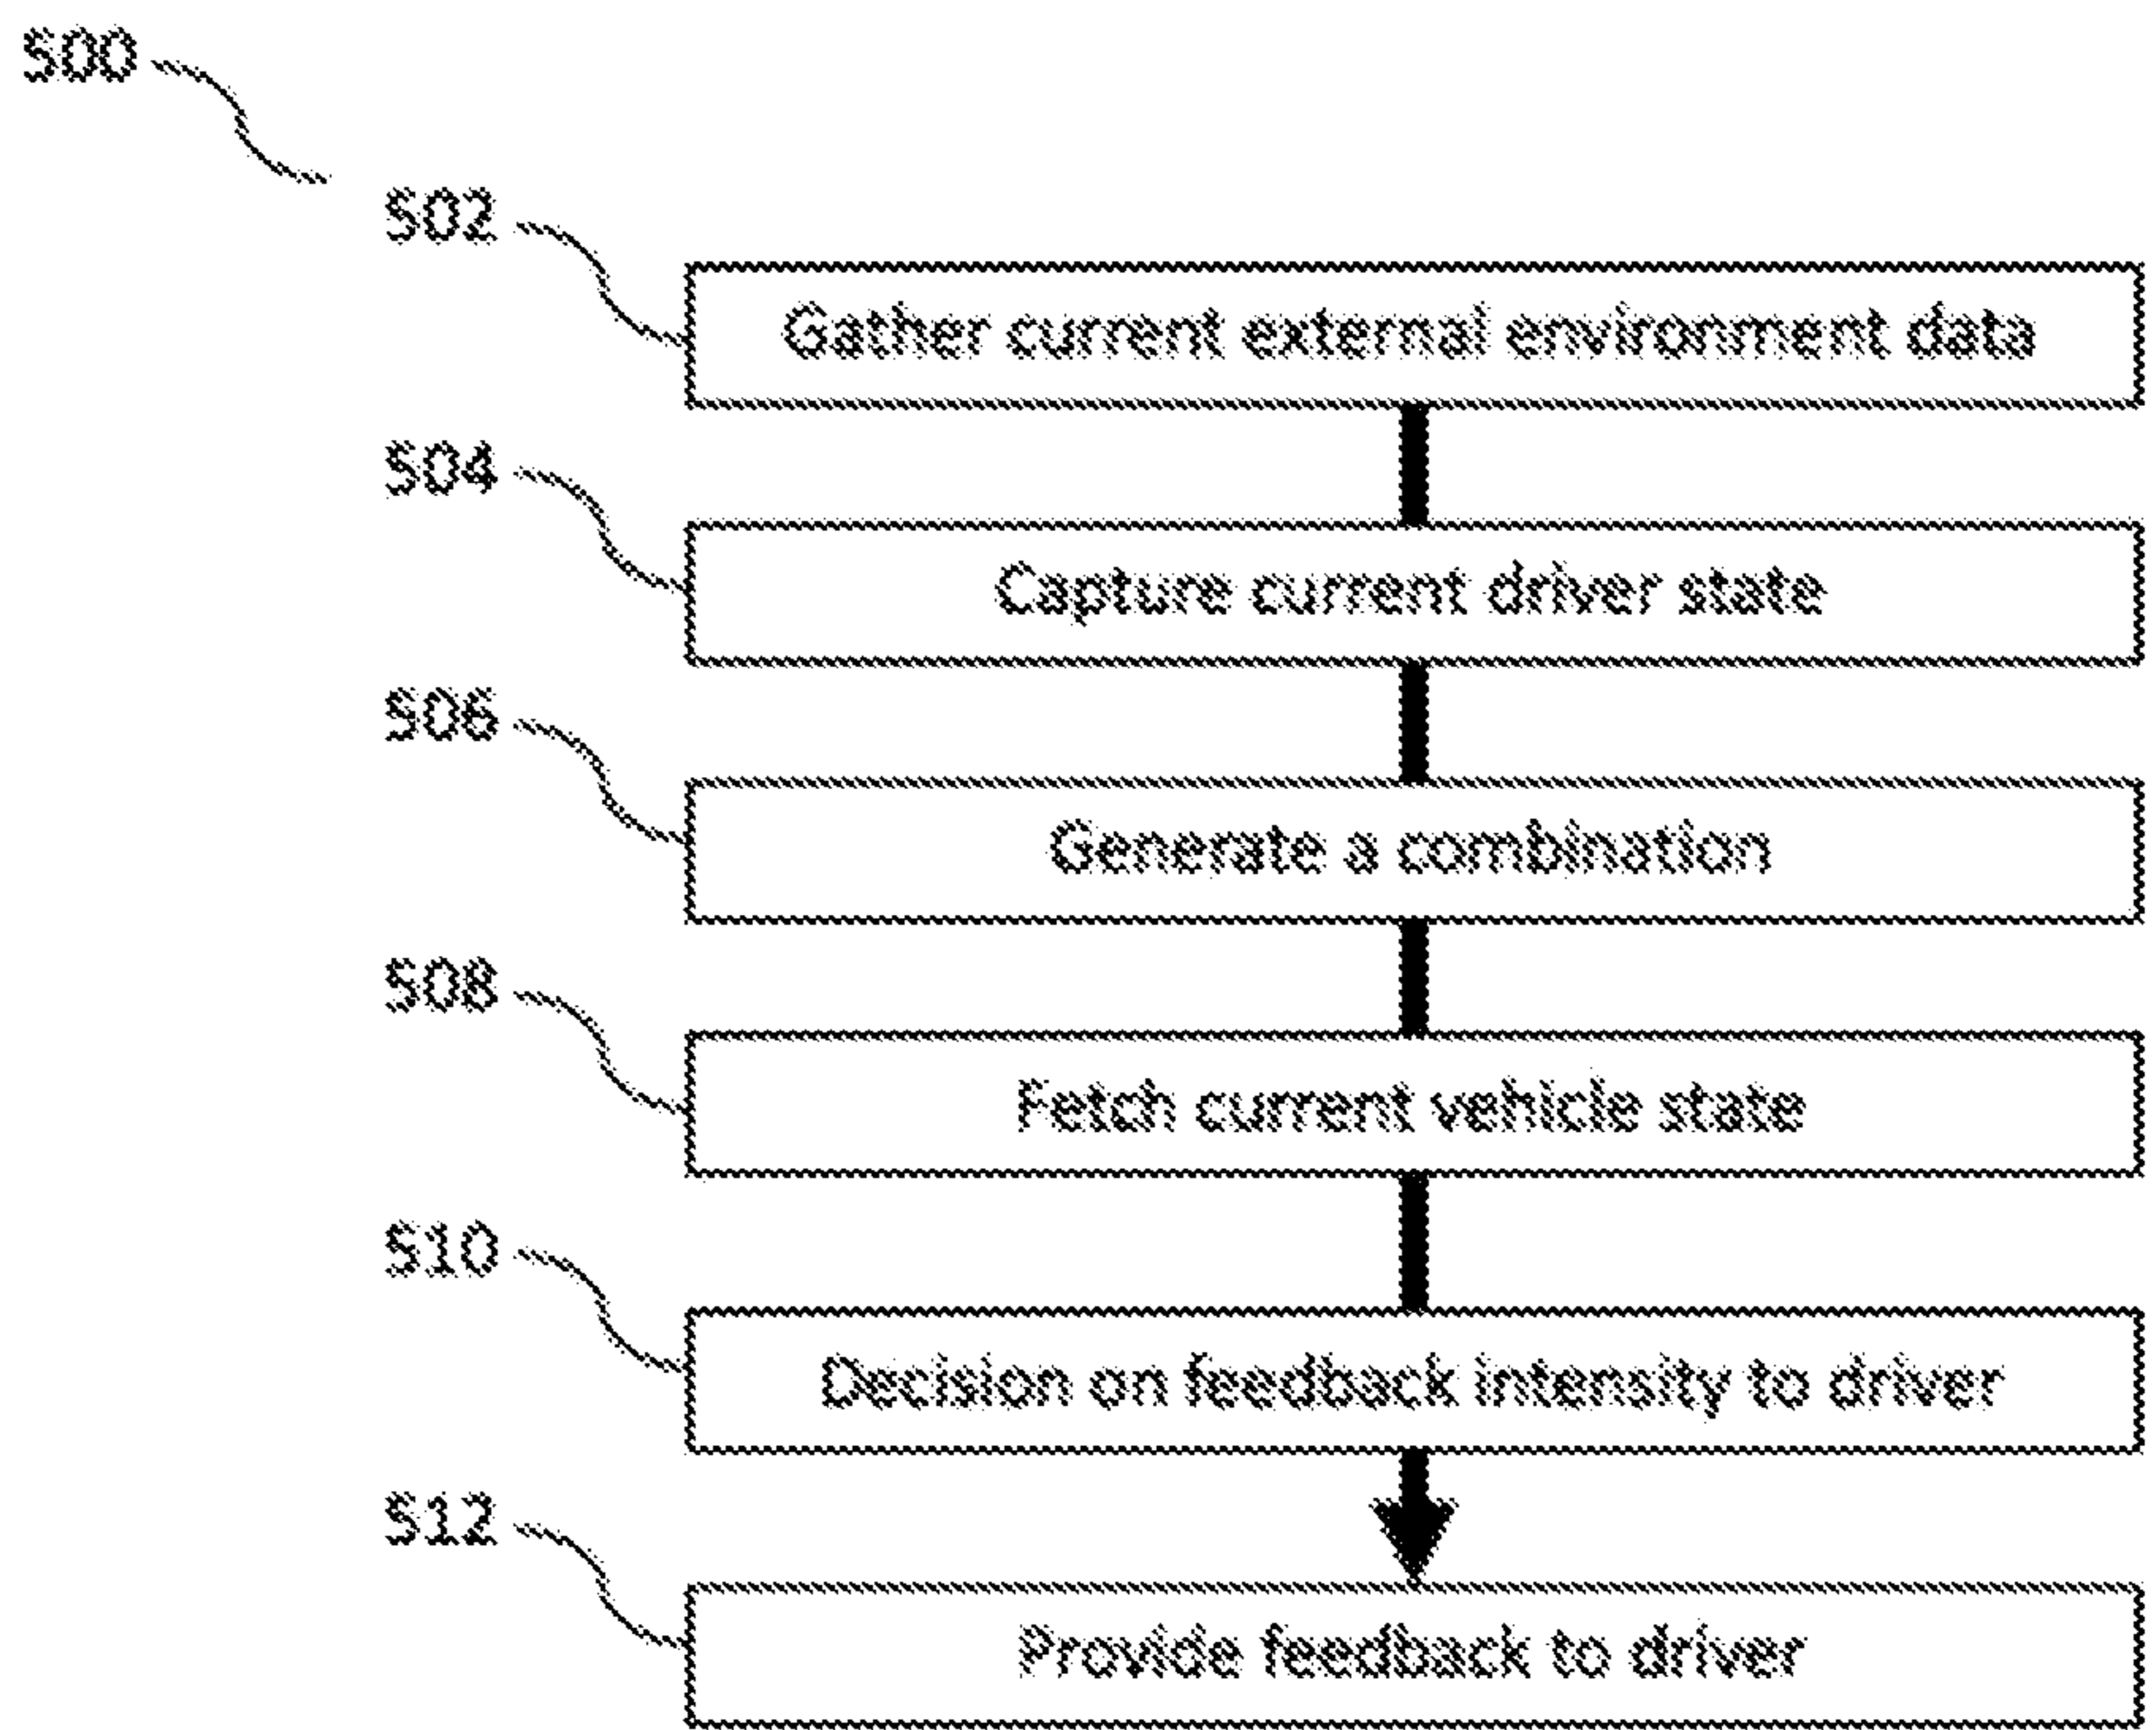 500
502
Gather current external environment data
504
Capture current driver state
506
Generate a combination
508
Fetch current vehicle state
510
Decision on feedback intensity to driver
512
Provide feedback to driver